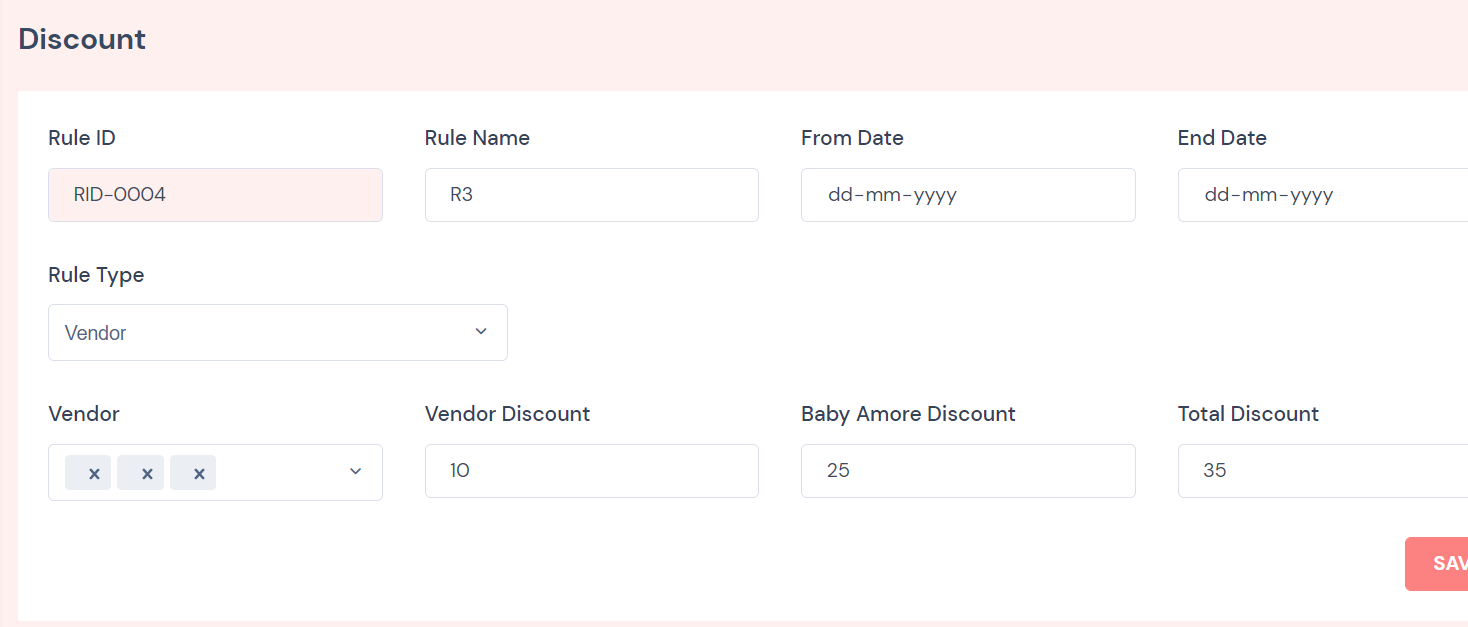 Discount
Rule ID
Rule Name
From Date
End Date
RID-0004
R3
dd-mm-yyyy
dd-mm-yyyy
Rule Type
Vendor
Vendor
Vendor Discount
Baby Amore Discount
Total Discount
10
25
35
SAV